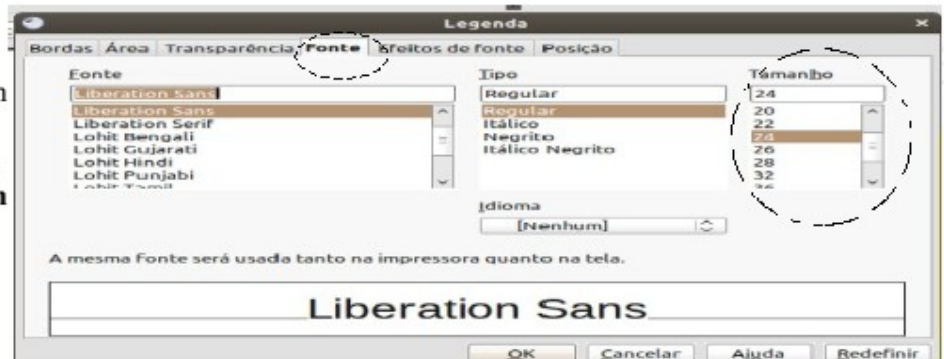 Legenda
Bordas Área Transparência Fonte Efeitos de fonte Posição
Fonte Tipo Tamanho
Liberation Sans Regular 24
Liberation Sans Regular 20
Liberation Serif Itálico 22
Lohit Bengali Negrito 24
Lohit Gujarati Itálico Negrito 26
Lohit Hindi 28
Lohit Punjabi 32
Lohit Tamil 36
Idioma
[Nenhum]
A mesma fonte será usada tanto na impressora quanto na tela.
Liberation Sans
OK Cancelar Ajuda Redefinir